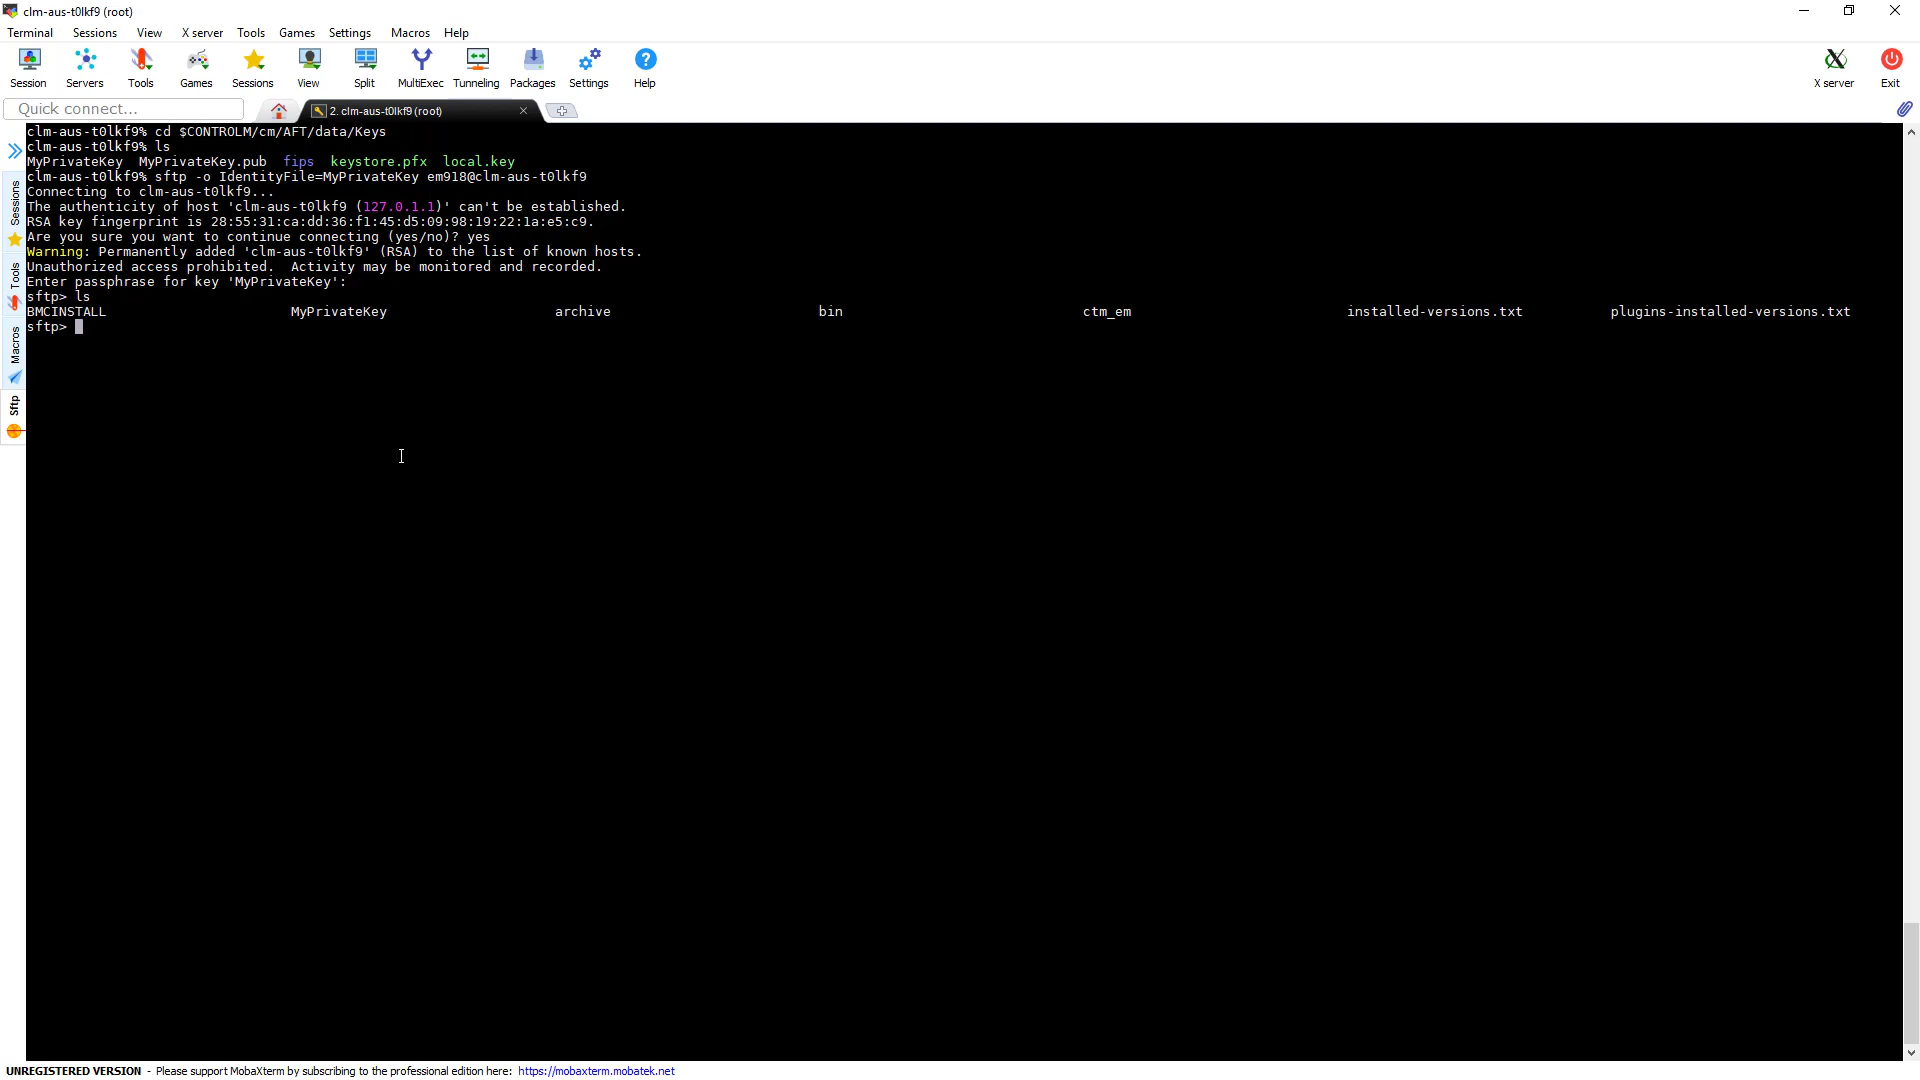 clm-aus-t0lkf9 (root)
Terminal Sessions View X server Tools Games Settings Macros Help
Session Servers Tools Games Sessions View Split MultiExec Tunneling Packages Settings Help X server Exit
Quick connect... 2. clm-aus-t0lkf9 (root)
clm-aus-t0lkf9% cd $CONTROLM/cm/AFT/data/Keys
clm-aus-t0lkf9% ls
MyPrivateKey MyPrivateKey.pub fips keystore.pfx local.key
clm-aus-t0lkf9% sftp -o IdentityFile=MyPrivateKey em918@clm-aus-t0lkf9
Connecting to clm-aus-t0lkf9...
The authenticity of host 'clm-aus-t0lkf9 (127.0.1.1)' can't be established.
RSA key fingerprint is 28:55:31:ca:dd:36:f1:45:d5:09:98:19:22:1a:e5:c9.
Are you sure you want to continue connecting (yes/no)? yes
Warning: Permanently added 'clm-aus-t0lkf9' (RSA) to the list of known hosts.
Unauthorized access prohibited. Activity may be monitored and recorded.
Enter passphrase for key 'MyPrivateKey':
sftp> ls
BMCINSTALL MyPrivateKey archive bin ctm_em installed-versions.txt plugins-installed-versions.txt
sftp>
Sessions
Tools
Macros
Sftp
UNREGISTERED VERSION - Please support MobaXterm by subscribing to the professional edition here: https://mobaxterm.mobatek.net